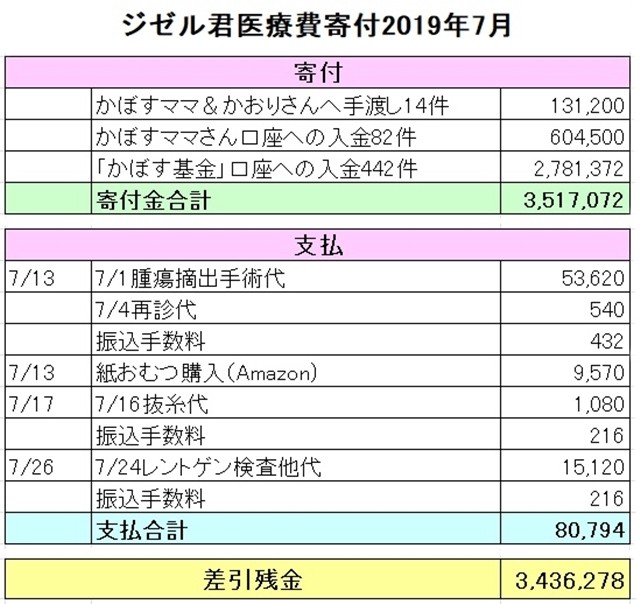 ジゼル君医療費寄付2019年7月
寄付
かぼすママ＆かおりさんへ手渡し14件 131,200
かぼすママさん口座への入金82件 604,500
「かぼす基金」口座への入金442件 2,781,372
寄付金合計 3,517,072
支払
7/13 7/1腫瘍摘出手術代 53,620
7/4再診代 540
振込手数料 432
7/13 紙おむつ購入（Amazon） 9,570
7/17 7/16抜糸代 1,080
振込手数料 216
7/26 7/24レントゲン検査他代 15,120
振込手数料 216
支払合計 80,794
差引残金 3,436,278